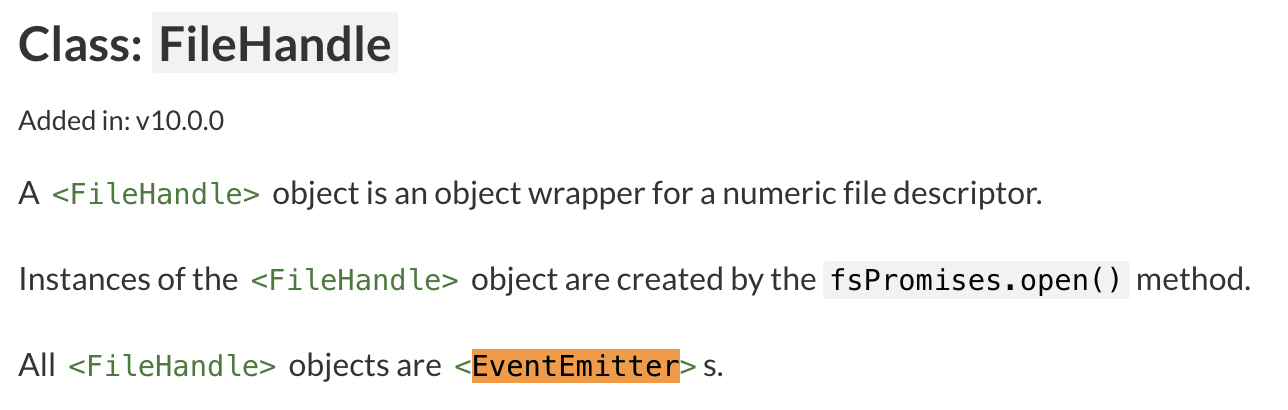 Class: FileHandle
Added in: v10.0.0
A <FileHandle> object is an object wrapper for a numeric file descriptor.
Instances of the <FileHandle> object are created by the fsPromises.open() method.
All <FileHandle> objects are <EventEmitter> s.